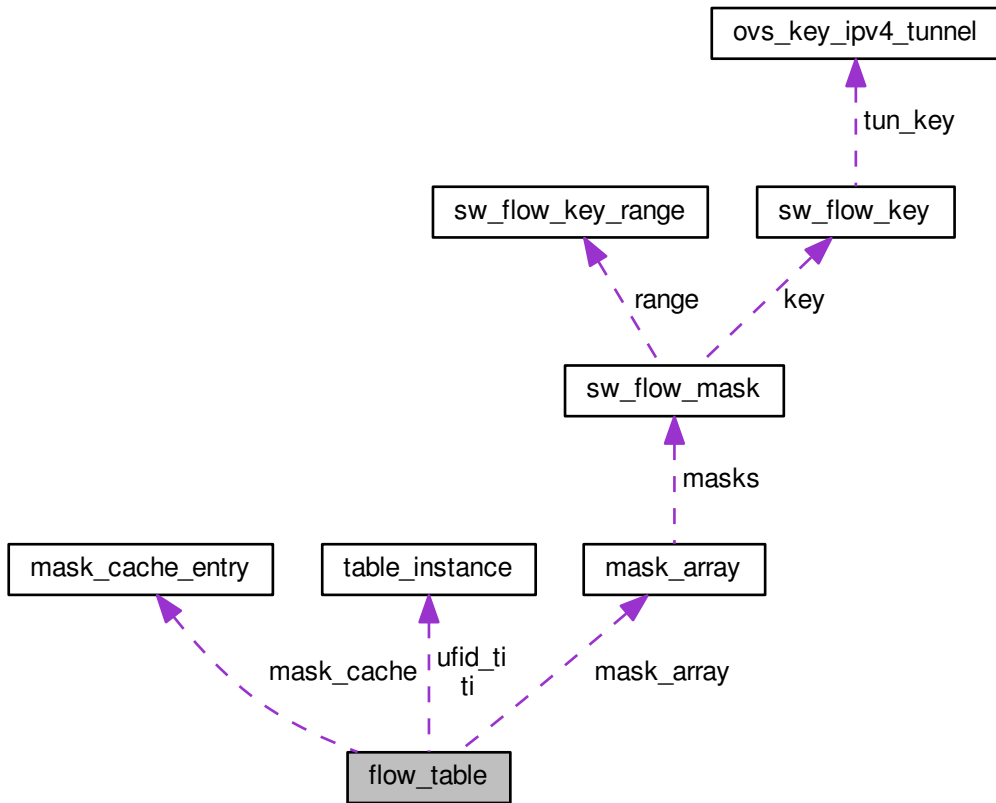 ovs_key_ipv4_tunnel
tun_key
sw_flow_key_range
sw_flow_key
range
key
sw_flow_mask
masks
mask_cache_entry
table_instance
mask_array
mask_cache
ufid_ti
ti
mask_array
flow_table